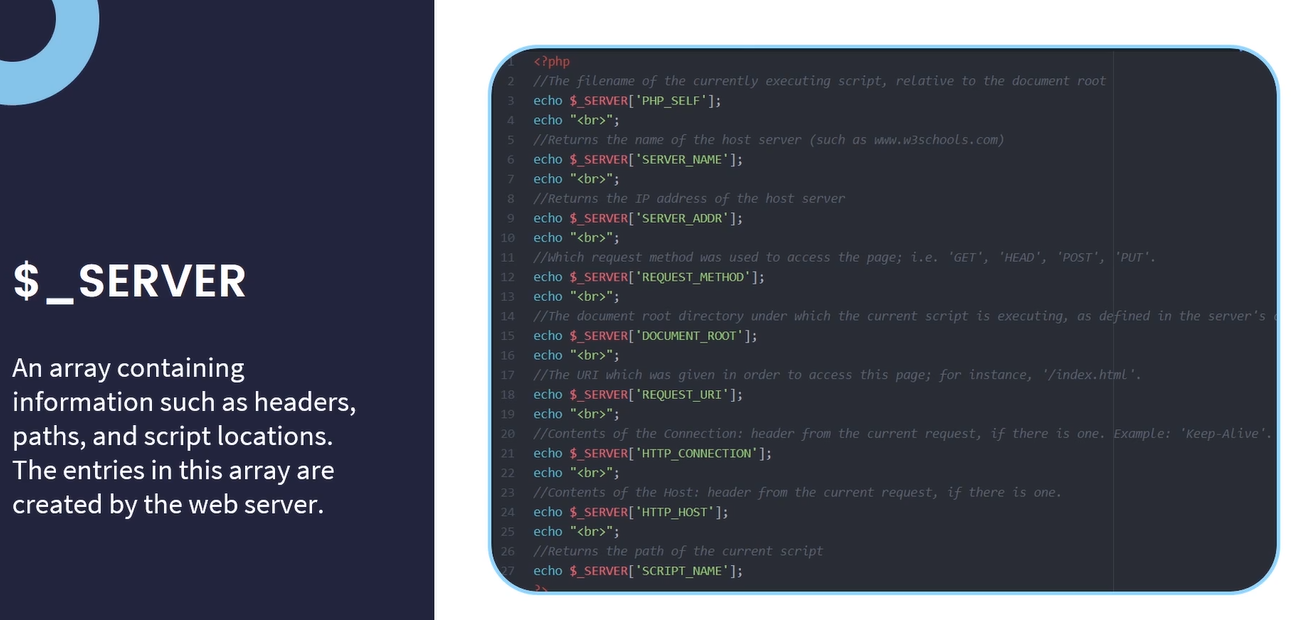 $_SERVER
An array containing
information such as headers,
paths, and script locations.
The entries in this array are
created by the web server.
1 <?php
2 //The filename of the currently executing script, relative to the document root
3 echo $_SERVER['PHP_SELF'];
4 echo "<br>";
5 //Returns the name of the host server (such as www.w3schools.com)
6 echo $_SERVER['SERVER_NAME'];
7 echo "<br>";
8 //Returns the IP address of the host server
9 echo $_SERVER['SERVER_ADDR'];
10 echo "<br>";
11 //Which request method was used to access the page; i.e. 'GET', 'HEAD', 'POST', 'PUT'.
12 echo $_SERVER['REQUEST_METHOD'];
13 echo "<br>";
14 //The document root directory under which the current script is executing, as defined in the server's
15 echo $_SERVER['DOCUMENT_ROOT'];
16 echo "<br>";
17 //The URI which was given in order to access this page; for instance, '/index.html'.
18 echo $_SERVER['REQUEST_URI'];
19 echo "<br>";
20 //Contents of the Connection: header from the current request, if there is one. Example: 'Keep-Alive'.
21 echo $_SERVER['HTTP_CONNECTION'];
22 echo "<br>";
23 //Contents of the Host: header from the current request, if there is one.
24 echo $_SERVER['HTTP_HOST'];
25 echo "<br>";
26 //Returns the path of the current script
27 echo $_SERVER['SCRIPT_NAME'];
?>